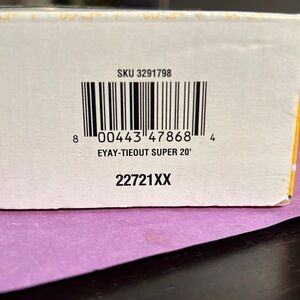 SKU 3291798
8 00443 47868 4
EYAY-TIEOUT SUPER 20'
22721XX